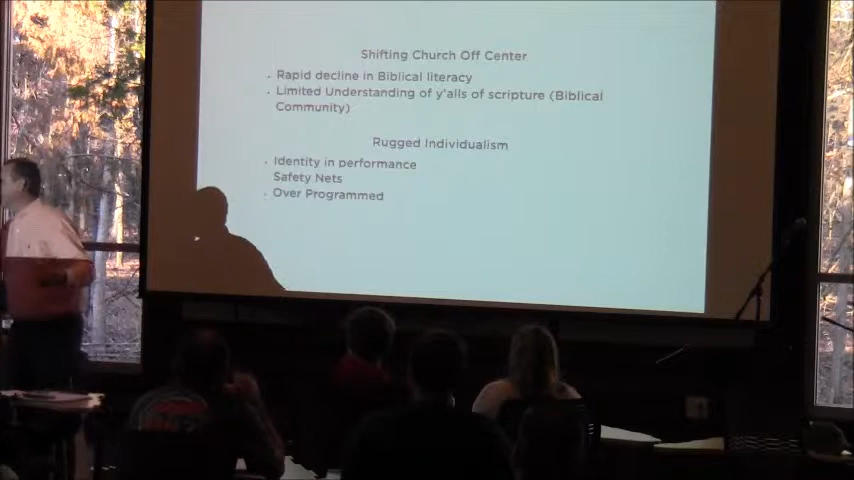 Shifting Church Off Center
. Rapid decline in Biblical literacy
. Limited Understanding of y'alls of scripture (Biblical
Community)
Rugged Individualism
. Identity in performance
Safety Nets
. Over Programmed